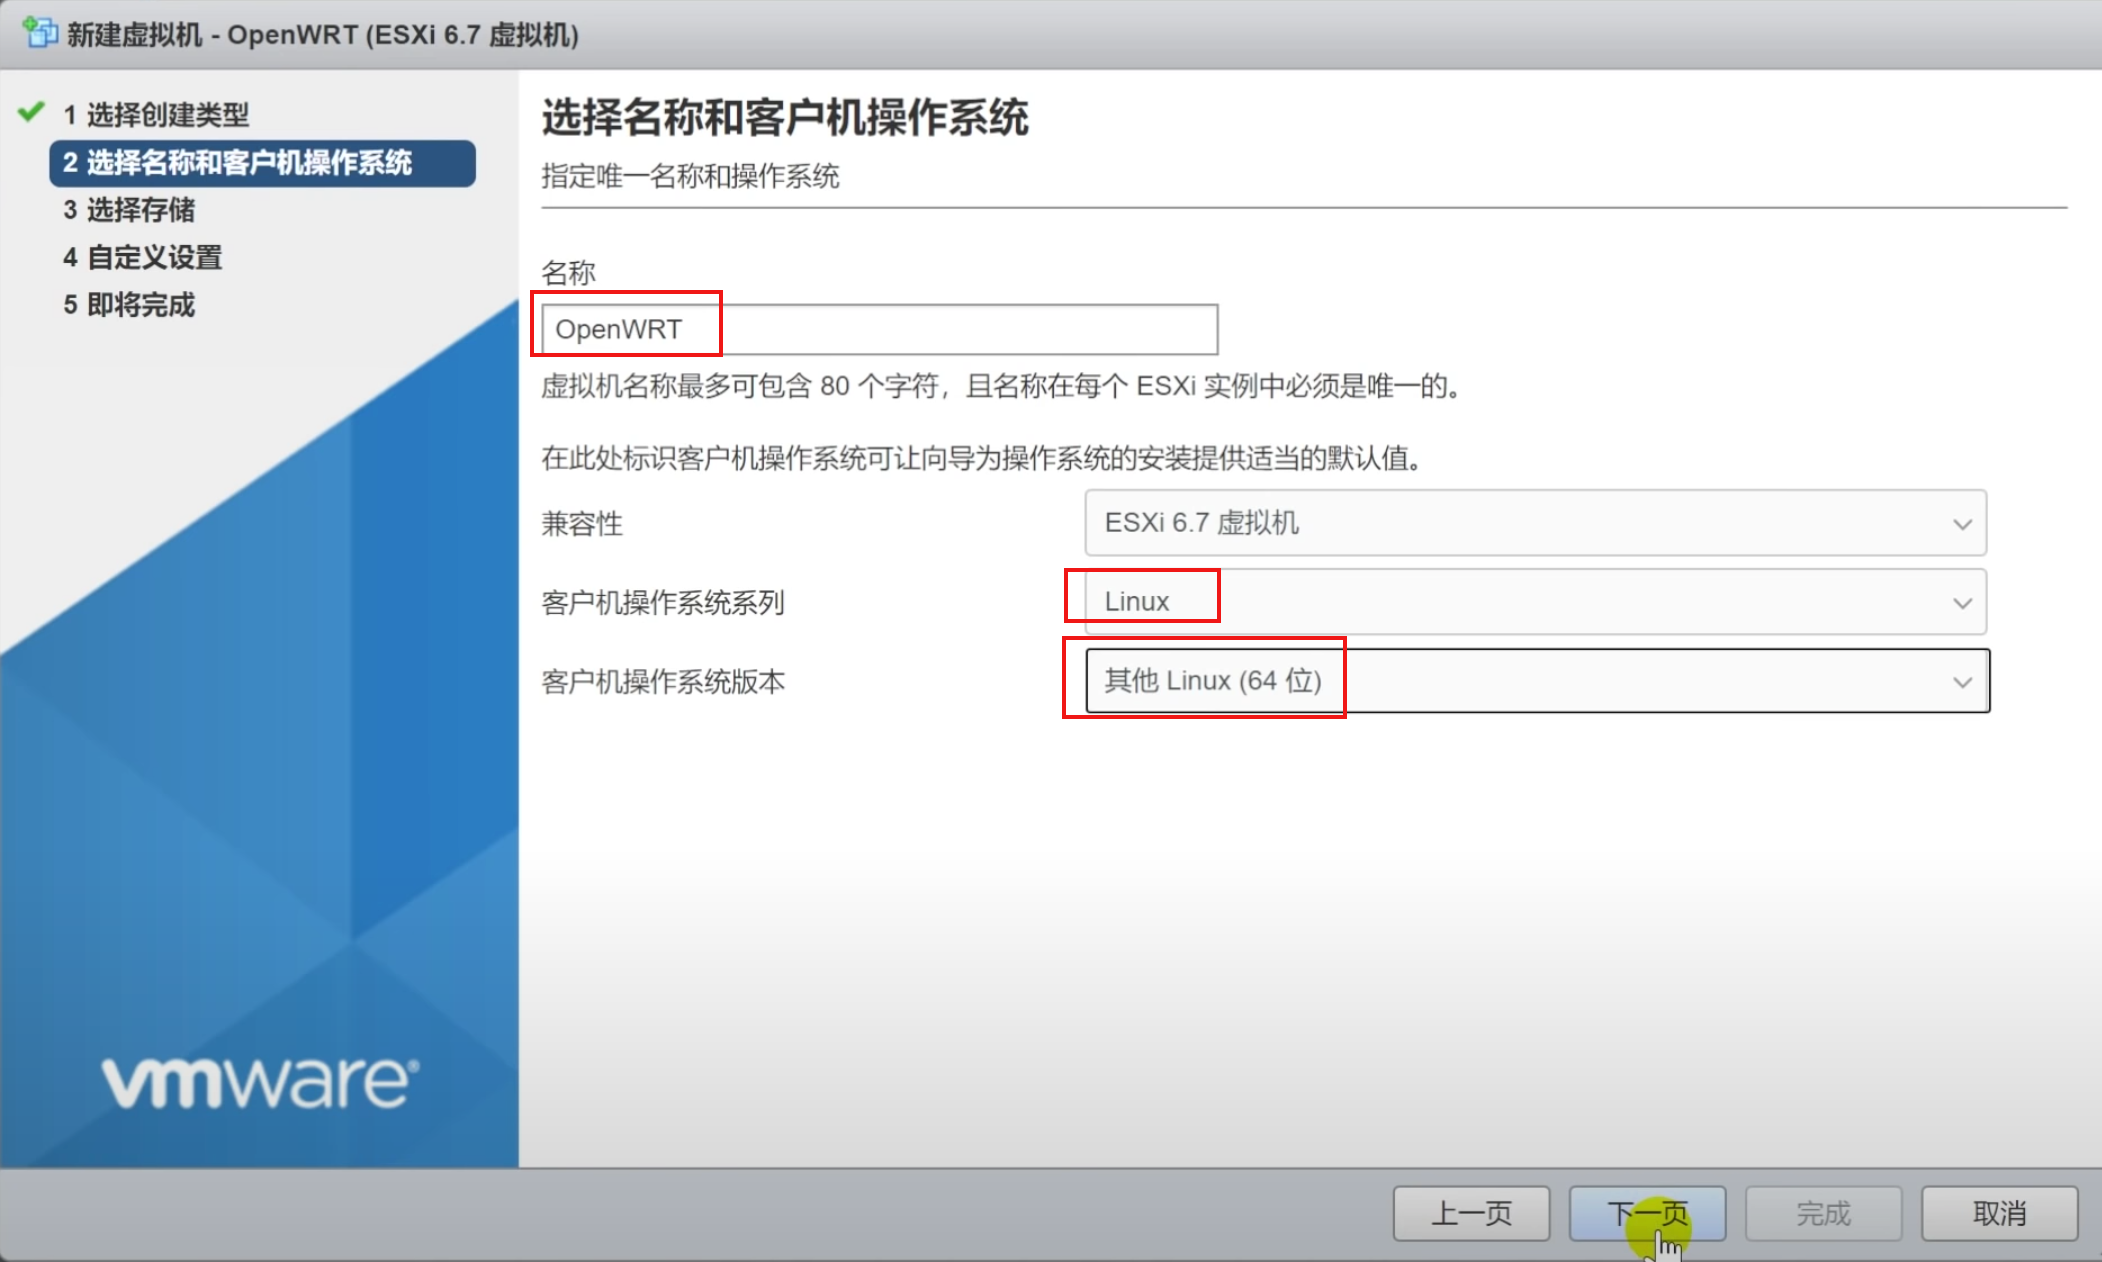 新建虚拟机 - OpenWRT (ESXi 6.7 虚拟机)
1 选择创建类型
2 选择名称和客户机操作系统
3 选择存储
4 自定义设置
5 即将完成
vmware®
选择名称和客户机操作系统
指定唯一名称和操作系统
名称
OpenWRT
虚拟机名称最多可包含 80 个字符，且名称在每个 ESXi 实例中必须是唯一的。
在此处标识客户机操作系统可让向导为操作系统的安装提供适当的默认值。
兼容性 ESXi 6.7 虚拟机
客户机操作系统系列 Linux
客户机操作系统版本 其他 Linux (64 位)
上一页 下一页 完成 取消